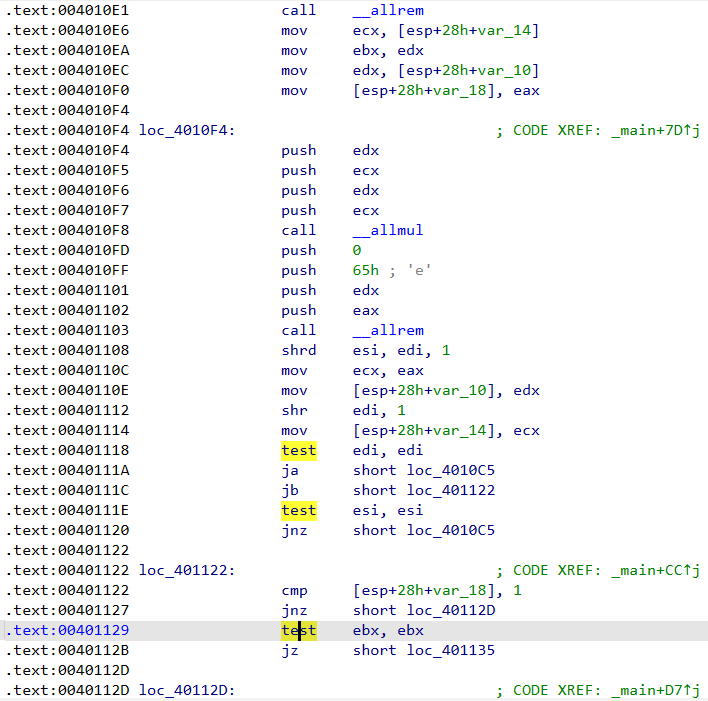 .text:004010E1 call __allrem
.text:004010E6 mov ecx, [esp+28h+var_14]
.text:004010EA mov ebx, edx
.text:004010EC mov edx, [esp+28h+var_10]
.text:004010F0 mov [esp+28h+var_18], eax
.text:004010F4
.text:004010F4 loc_4010F4: ; CODE XREF: _main+7D↑j
.text:004010F4 push edx
.text:004010F5 push ecx
.text:004010F6 push edx
.text:004010F7 push ecx
.text:004010F8 call __allmul
.text:004010FD push 0
.text:004010FF push 65h ; 'e'
.text:00401101 push edx
.text:00401102 push eax
.text:00401103 call __allrem
.text:00401108 shrd esi, edi, 1
.text:0040110C mov ecx, eax
.text:0040110E mov [esp+28h+var_10], edx
.text:00401112 shr edi, 1
.text:00401114 mov [esp+28h+var_14], ecx
.text:00401118 test edi, edi
.text:0040111A ja short loc_4010C5
.text:0040111C jb short loc_401122
.text:0040111E test esi, esi
.text:00401120 jnz short loc_4010C5
.text:00401122
.text:00401122 loc_401122: ; CODE XREF: _main+CC↑j
.text:00401122 cmp [esp+28h+var_18], 1
.text:00401127 jnz short loc_40112D
.text:00401129 test ebx, ebx
.text:0040112B jz short loc_401135
.text:0040112D
.text:0040112D loc_40112D: ; CODE XREF: _main+D7↑j